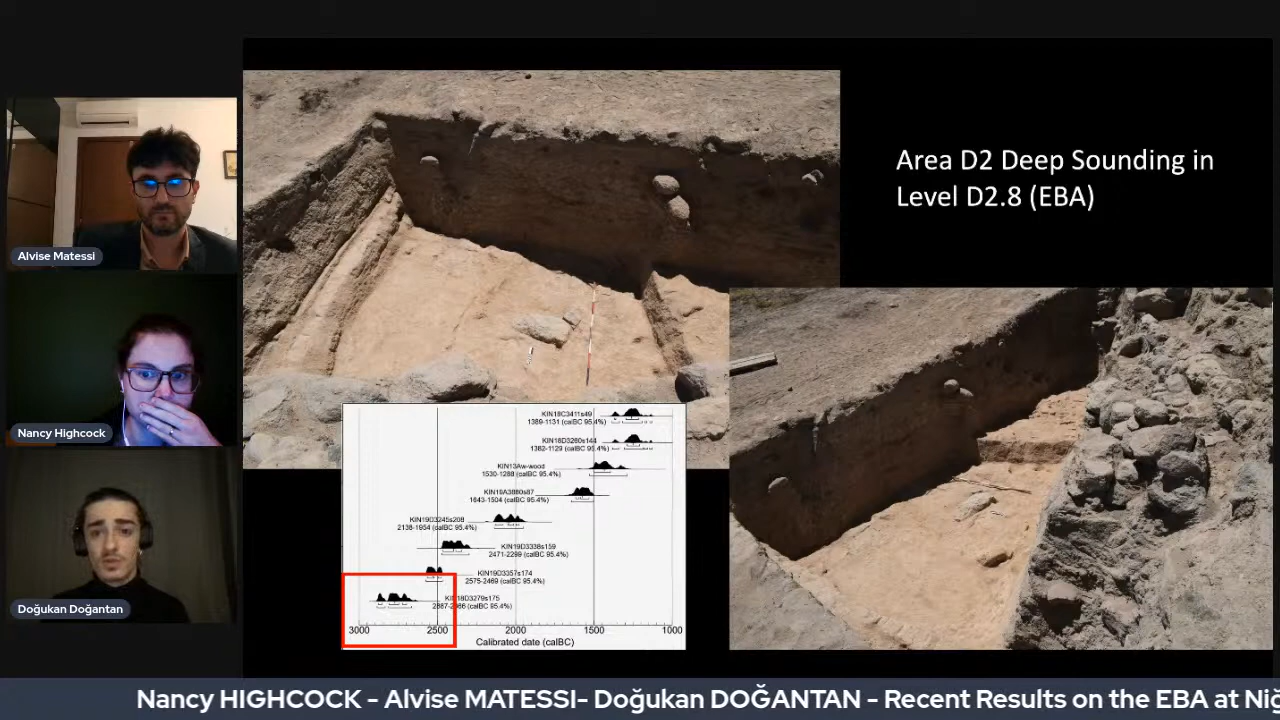 Alvise Matessi
Nancy Highcock
Doğukan Doğantan
Area D2 Deep Sounding in
Level D2.8 (EBA)
KIN18C3411s49
1389-1131 (calBC 95.4%)
KIN18D3260s144
1382-1129 (calBC 95.4%)
KIN13Aw-wood
1530-1288 (calBC 95.4%)
KIN19A3880s87
1643-1504 (calBC 95.4%)
KIN19D3245s208
2138-1954 (calBC 95.4%)
KIN19D3338s159
2471-2299 (calBC 95.4%)
KIN19D3357s174
2575-2469 (calBC 95.4%)
KIN18D3279s175
(calBC 95.4%)
3000 2500 2000 1500 1000
Calibrated date (calBC)
Nancy HIGHCOCK - Alvise MATESSI- Doğukan DOĞANTAN - Recent Results on the EBA at Niğ